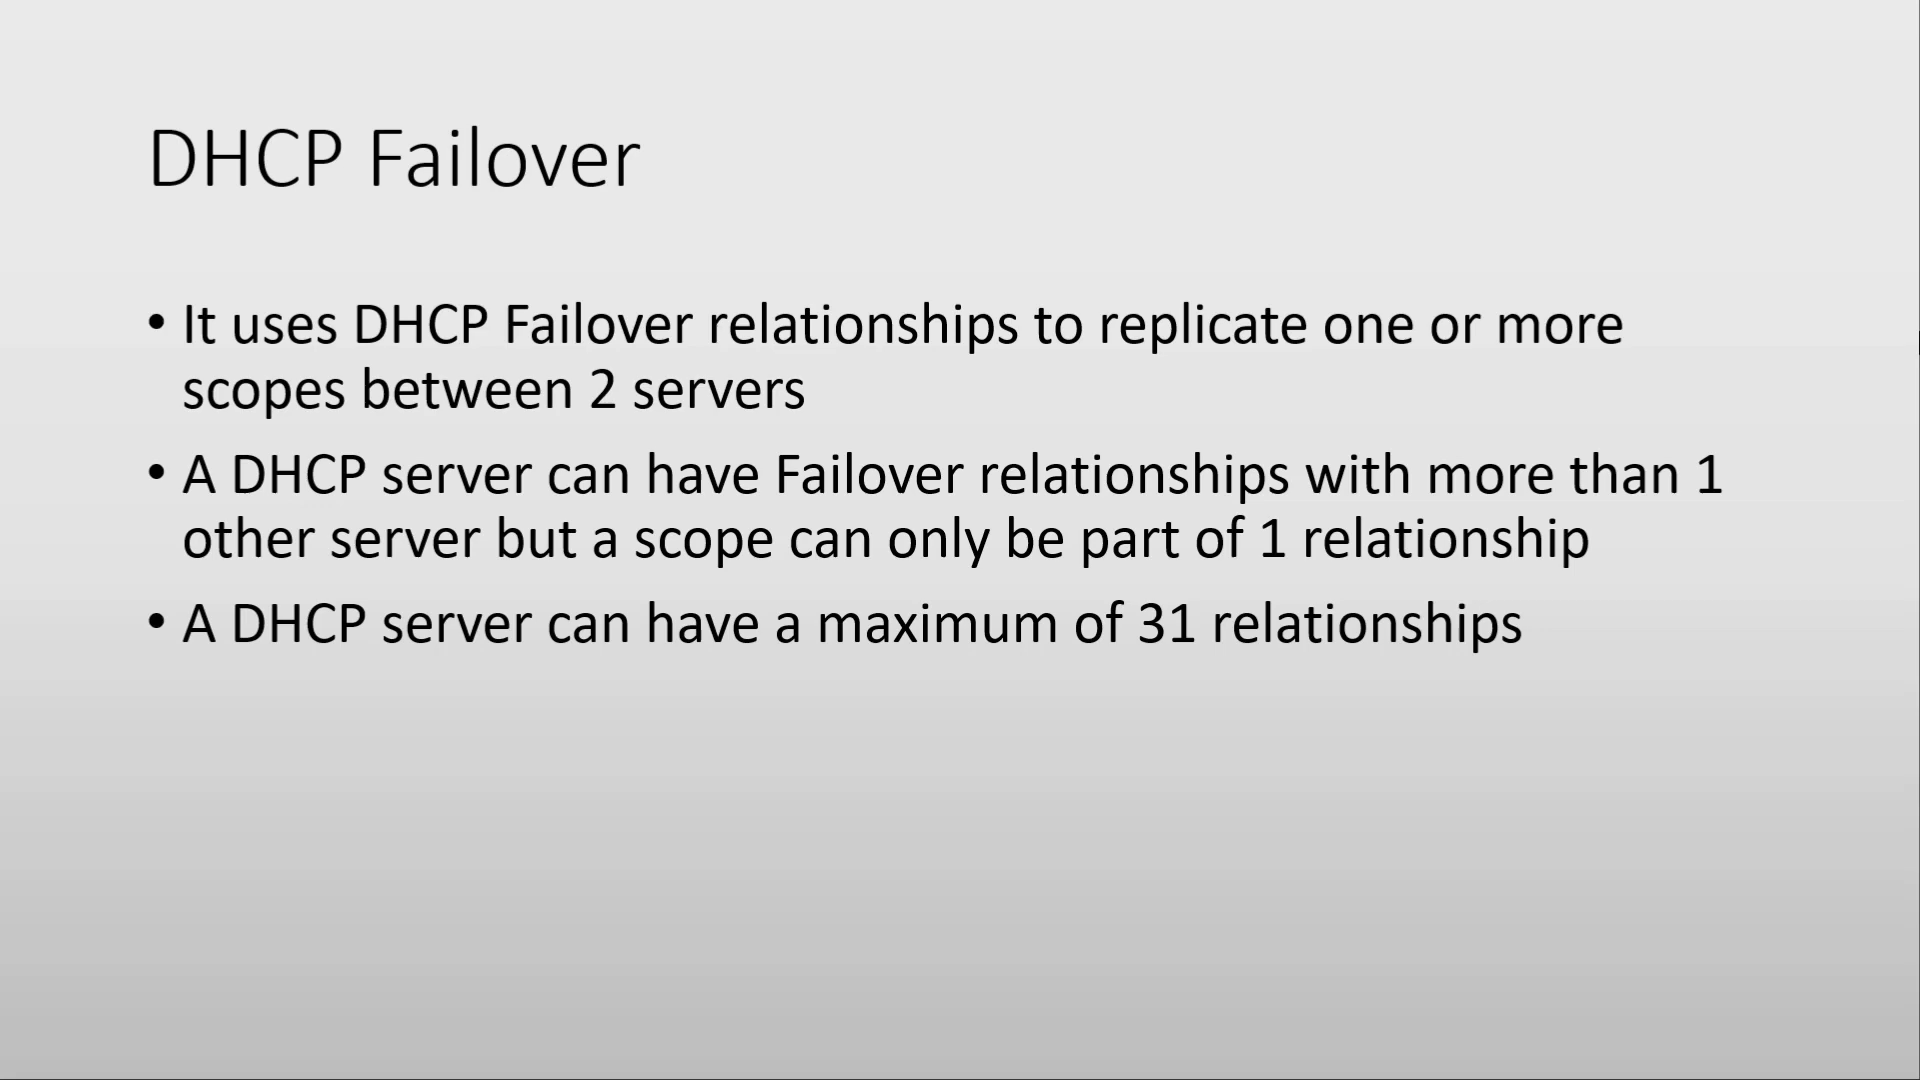 DHCP Failover
• It uses DHCP Failover relationships to replicate one or more
scopes between 2 servers
• A DHCP server can have Failover relationships with more than 1
other server but a scope can only be part of 1 relationship
• A DHCP server can have a maximum of 31 relationships